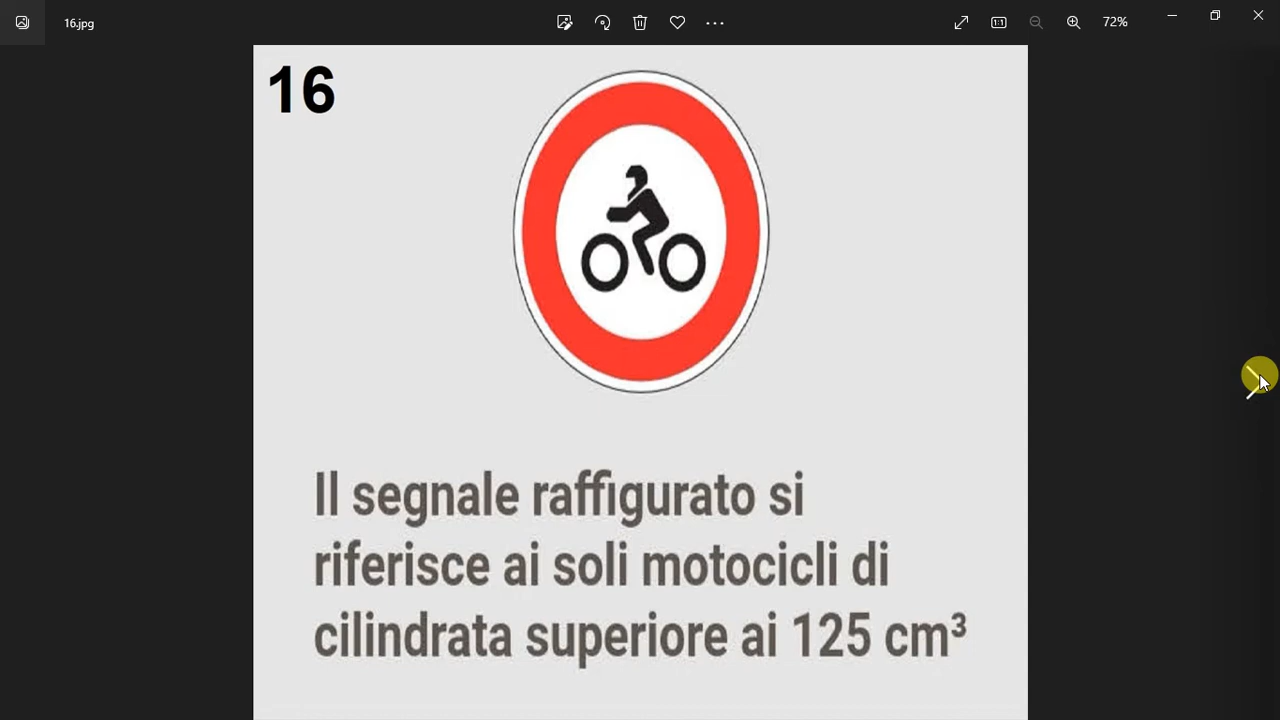 16.jpg
72%
16
Il segnale raffigurato si
riferisce ai soli motocicli di
cilindrata superiore ai 125 cm³